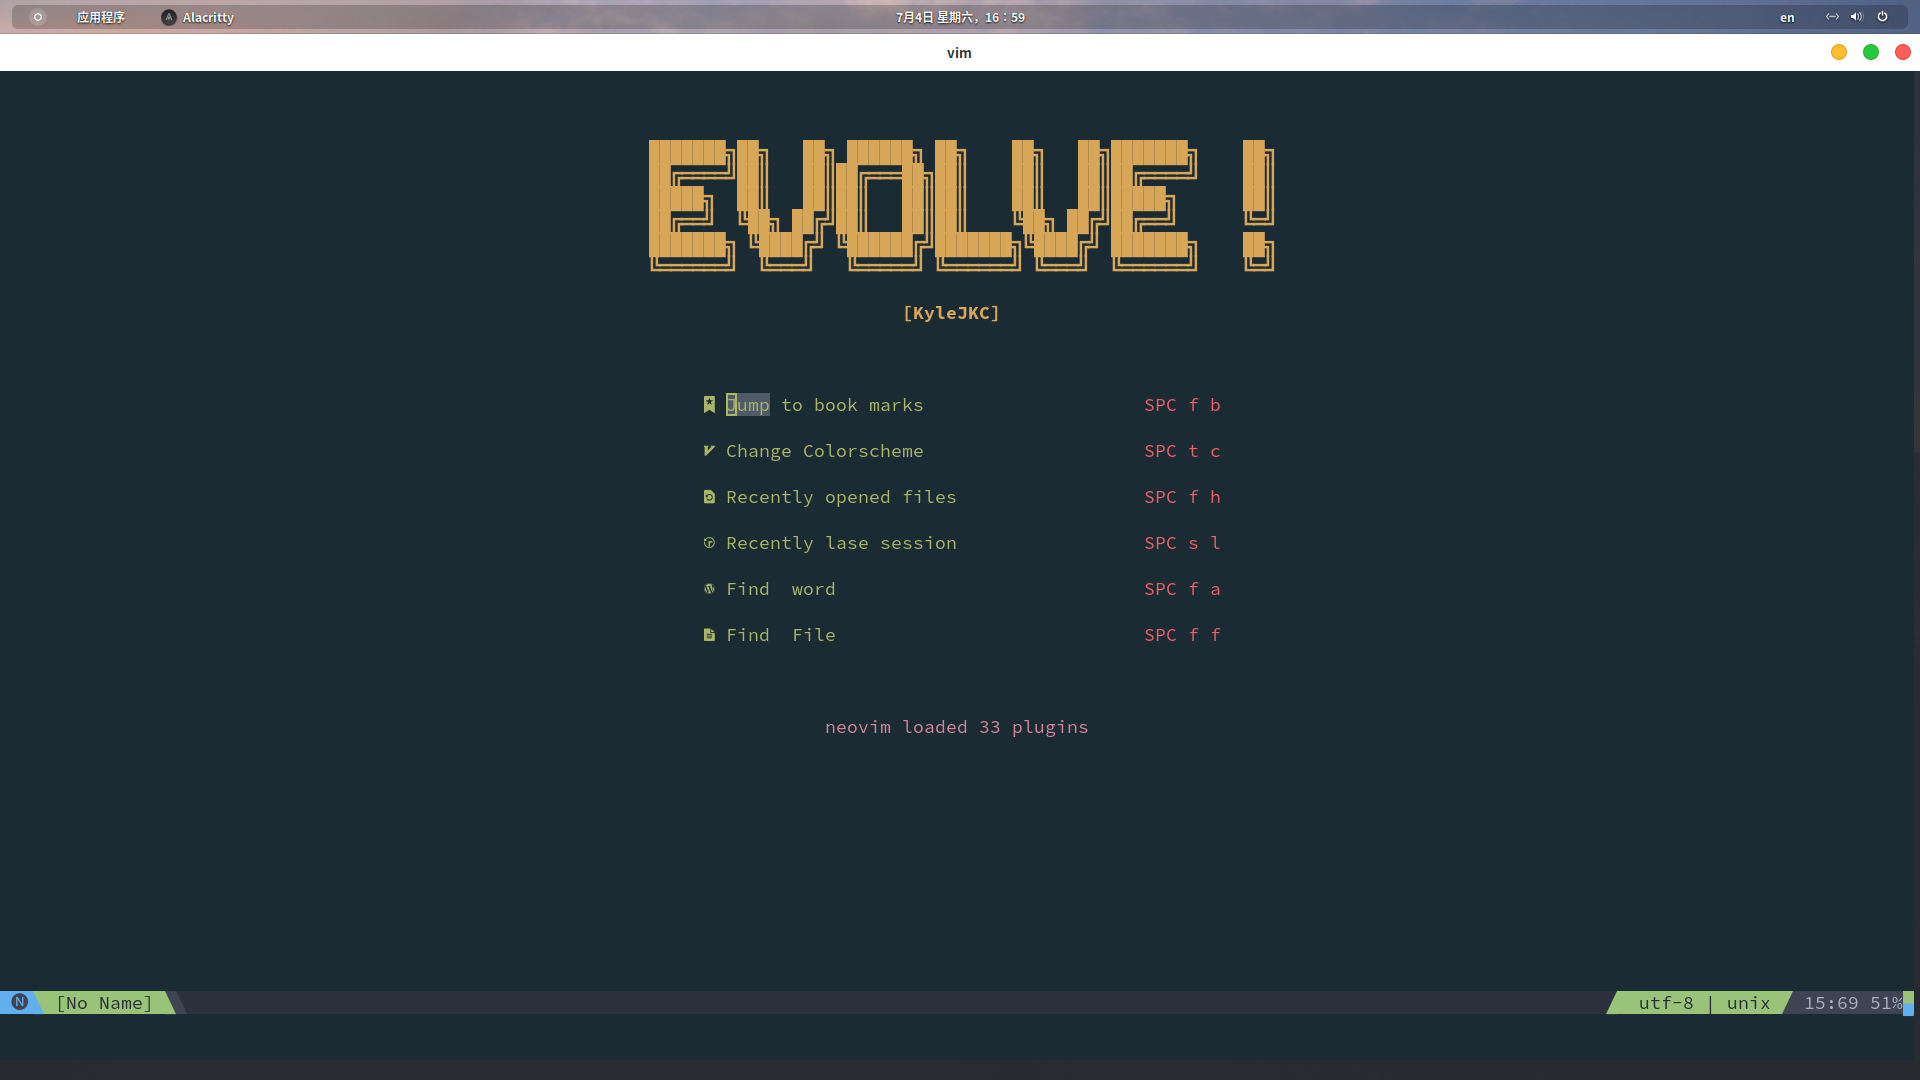 应用程序 Alacritty 7月4日 星期六，16：59 en
vim
EVOLVE !
[KyleJKC]
Jump to book marks SPC f b
Change Colorscheme SPC t c
Recently opened files SPC f h
Recently lase session SPC s l
Find  word SPC f a
Find  File SPC f f
neovim loaded 33 plugins
N [No Name] utf-8 | unix 15:69 51%